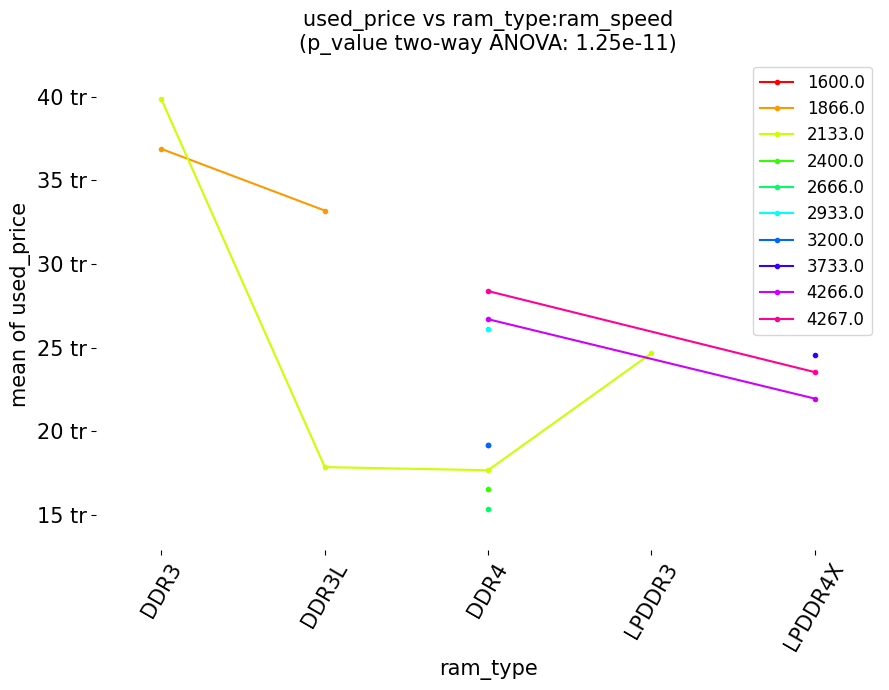 used_price vs ram_type:ram_speed
(p_value two-way ANOVA: 1.25e-11)
1600.0
1866.0
2133.0
2400.0
2666.0
2933.0
3200.0
3733.0
4266.0
4267.0
mean of used_price
40 tr
35 tr
30 tr
25 tr
20 tr
15 tr
DDR3
DDR3L
DDR4
LPDDR3
LPDDR4X
ram_type